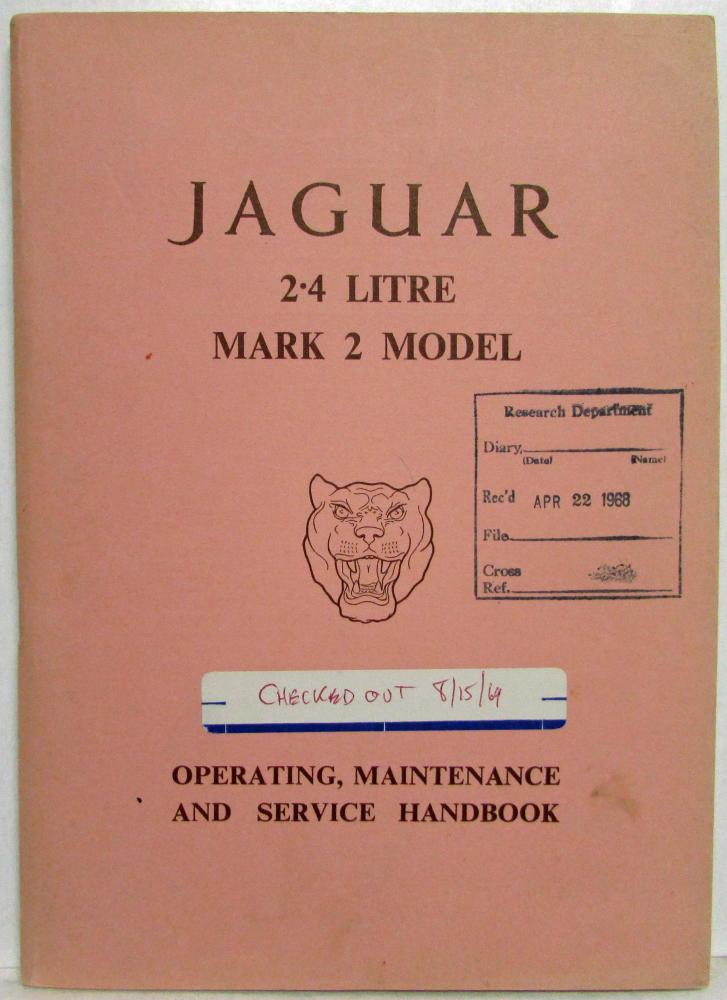 JAGUAR
2·4 LITRE
MARK 2 MODEL
Research Department
Diary
(Date) (Name)
Rec'd APR 22 1968
File
Cross
Ref.
CHECKED OUT 8/15/69
OPERATING, MAINTENANCE
AND SERVICE HANDBOOK